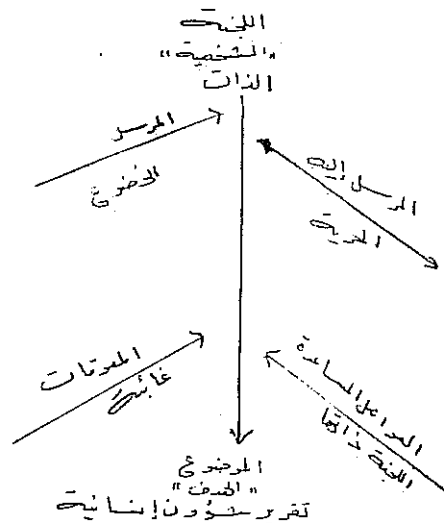 اللجنة
"الشخصية"
الذات
المرسل
الخضوع
المرسل إليه
الحرية
المعوقات
غائبة
العوامل المساعدة
اللجنة ذاتها
الموضوع
"الهدف"
تقرير شؤون إنسانية